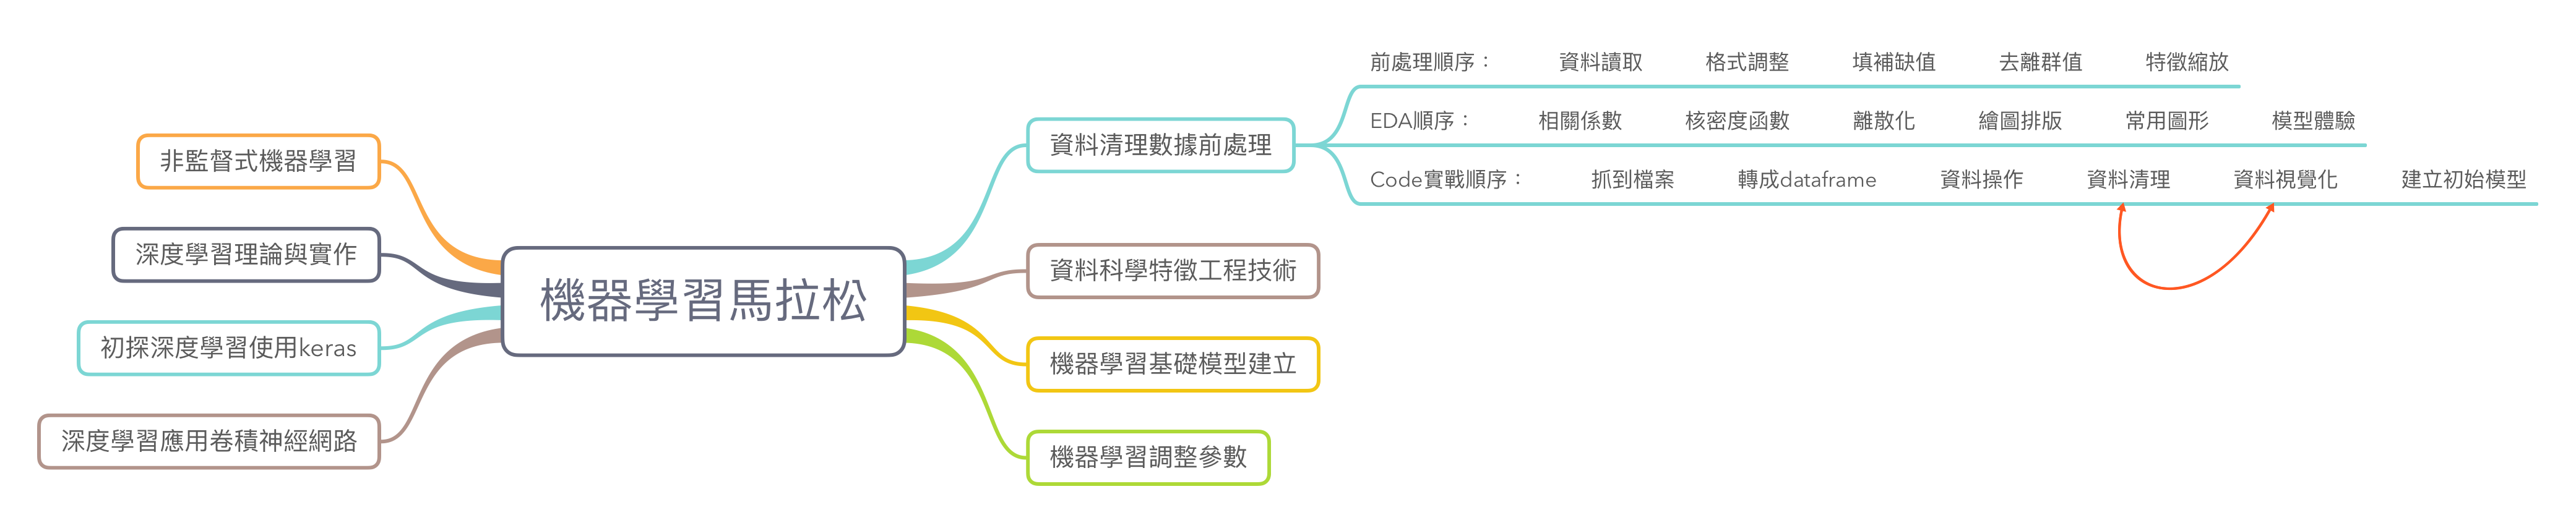 機器學習馬拉松
資料清理數據前處理
前處理順序： 資料讀取 格式調整 填補缺值 去離群值 特徵縮放
EDA順序： 相關係數 核密度函數 離散化 繪圖排版 常用圖形 模型體驗
Code實戰順序： 抓到檔案 轉成dataframe 資料操作 資料清理 資料視覺化 建立初始模型
資料科學特徵工程技術
機器學習基礎模型建立
機器學習調整參數
非監督式機器學習
深度學習理論與實作
初探深度學習使用keras
深度學習應用卷積神經網路